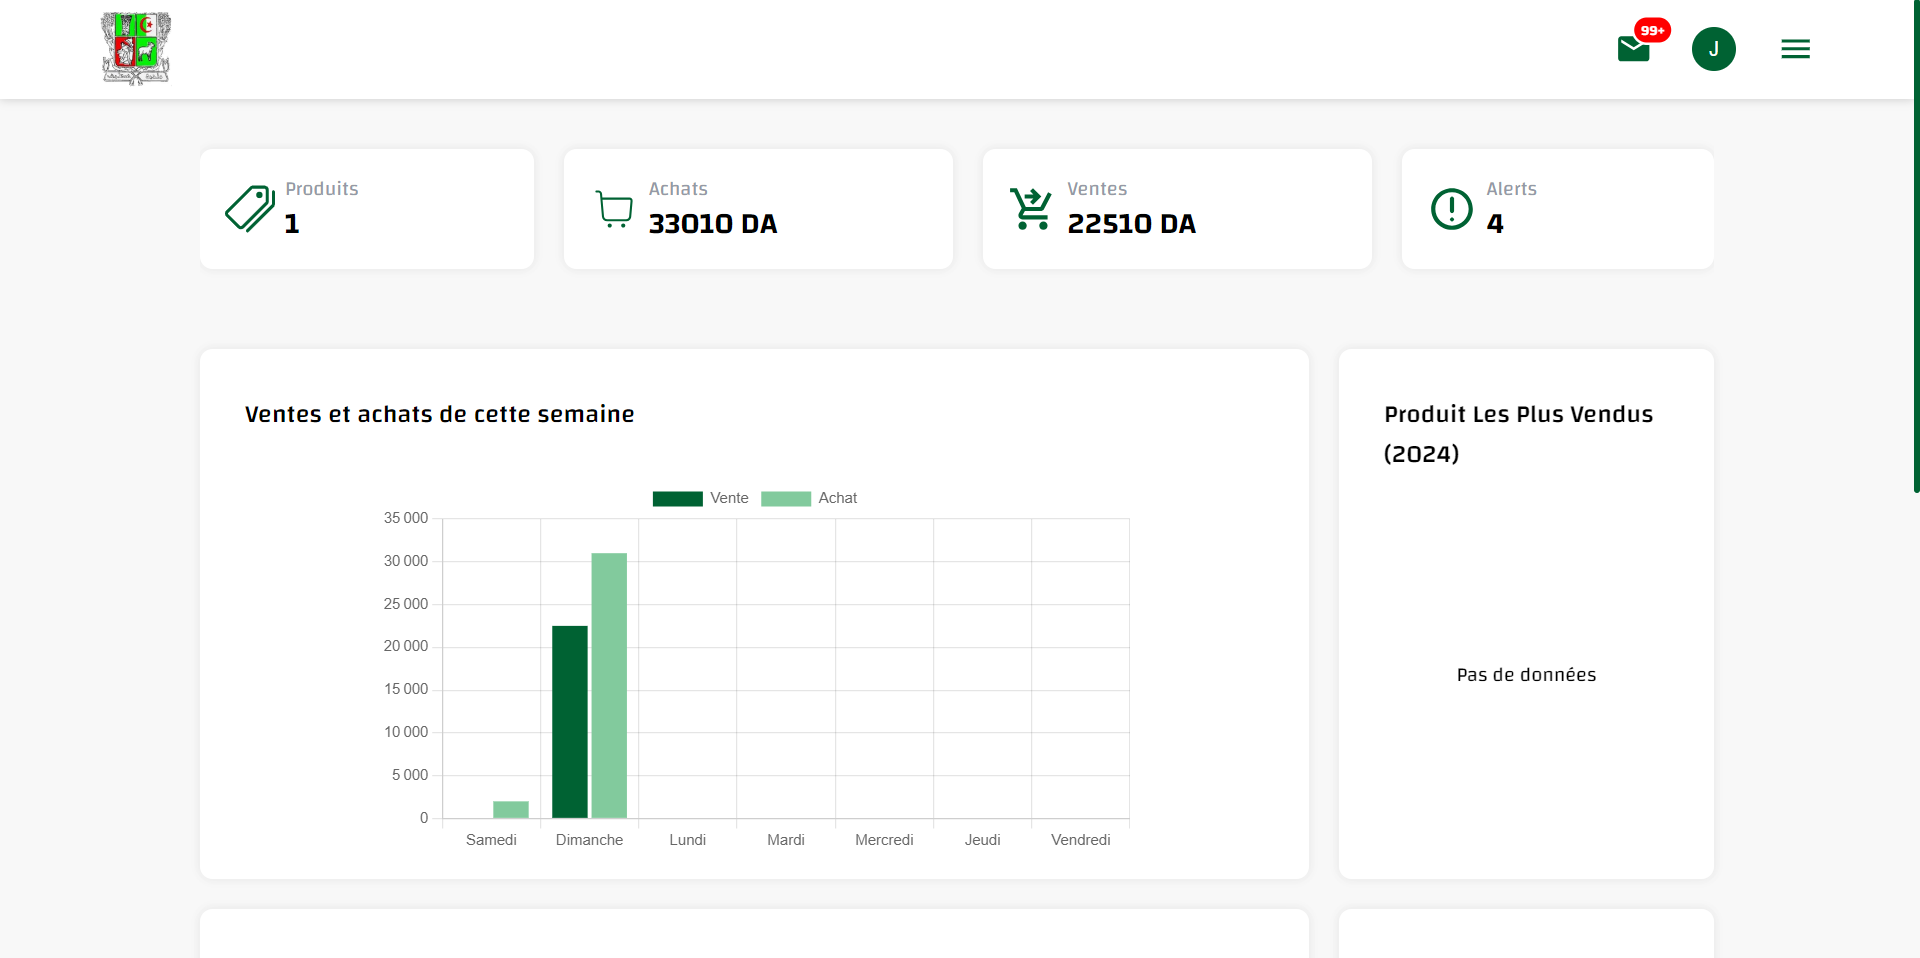 99+
J
Produits
1
Achats
33010 DA
Ventes
22510 DA
Alerts
4
Ventes et achats de cette semaine
Vente
Achat
35 000
30 000
25 000
20 000
15 000
10 000
5 000
0
Samedi
Dimanche
Lundi
Mardi
Mercredi
Jeudi
Vendredi
Produit Les Plus Vendus
(2024)
Pas de données